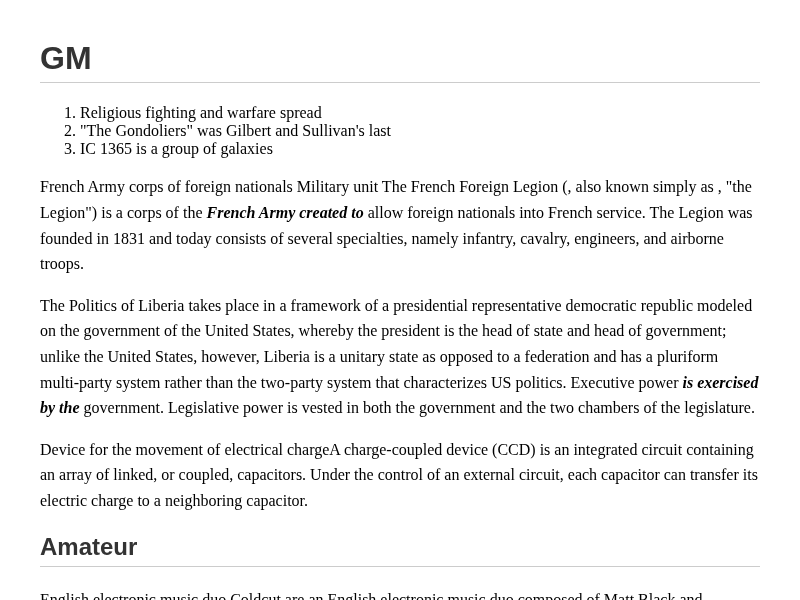 GM
1. Religious fighting and warfare spread
2. "The Gondoliers" was Gilbert and Sullivan's last
3. IC 1365 is a group of galaxies
French Army corps of foreign nationals Military unit The French Foreign Legion (, also known simply as , "the
Legion") is a corps of the French Army created to allow foreign nationals into French service. The Legion was
founded in 1831 and today consists of several specialties, namely infantry, cavalry, engineers, and airborne
troops.
The Politics of Liberia takes place in a framework of a presidential representative democratic republic modeled
on the government of the United States, whereby the president is the head of state and head of government;
unlike the United States, however, Liberia is a unitary state as opposed to a federation and has a pluriform
multi-party system rather than the two-party system that characterizes US politics. Executive power is exercised
by the government. Legislative power is vested in both the government and the two chambers of the legislature.
Device for the movement of electrical chargeA charge-coupled device (CCD) is an integrated circuit containing
an array of linked, or coupled, capacitors. Under the control of an external circuit, each capacitor can transfer its
electric charge to a neighboring capacitor.
Amateur
English electronic music duo Coldcut are an English electronic music duo composed of Matt Black and